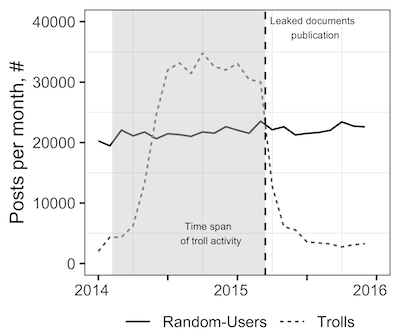 Leaked documents
publication
Posts per month, #
40000
30000
20000
10000
0
Time span
of troll activity
2014
2015
2016
Random-Users
Trolls